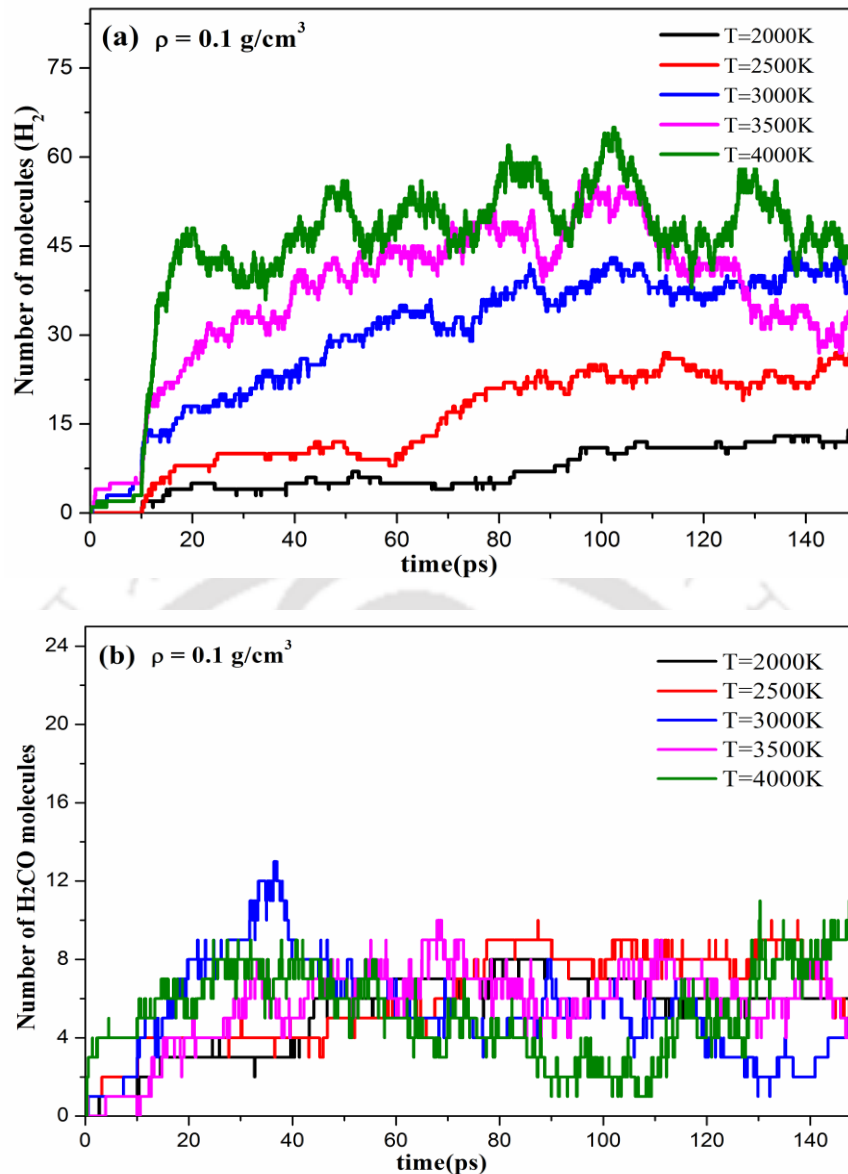 (a) ρ = 0.1 g/cm³
T=2000K
T=2500K
T=3000K
T=3500K
T=4000K
Number of molecules (H₂)
75
60
45
30
15
0
0 20 40 60 80 100 120 140
time(ps)
(b) ρ = 0.1 g/cm³
T=2000K
T=2500K
T=3000K
T=3500K
T=4000K
Number of H₂CO molecules
24
20
16
12
8
4
0
0 20 40 60 80 100 120 140
time(ps)